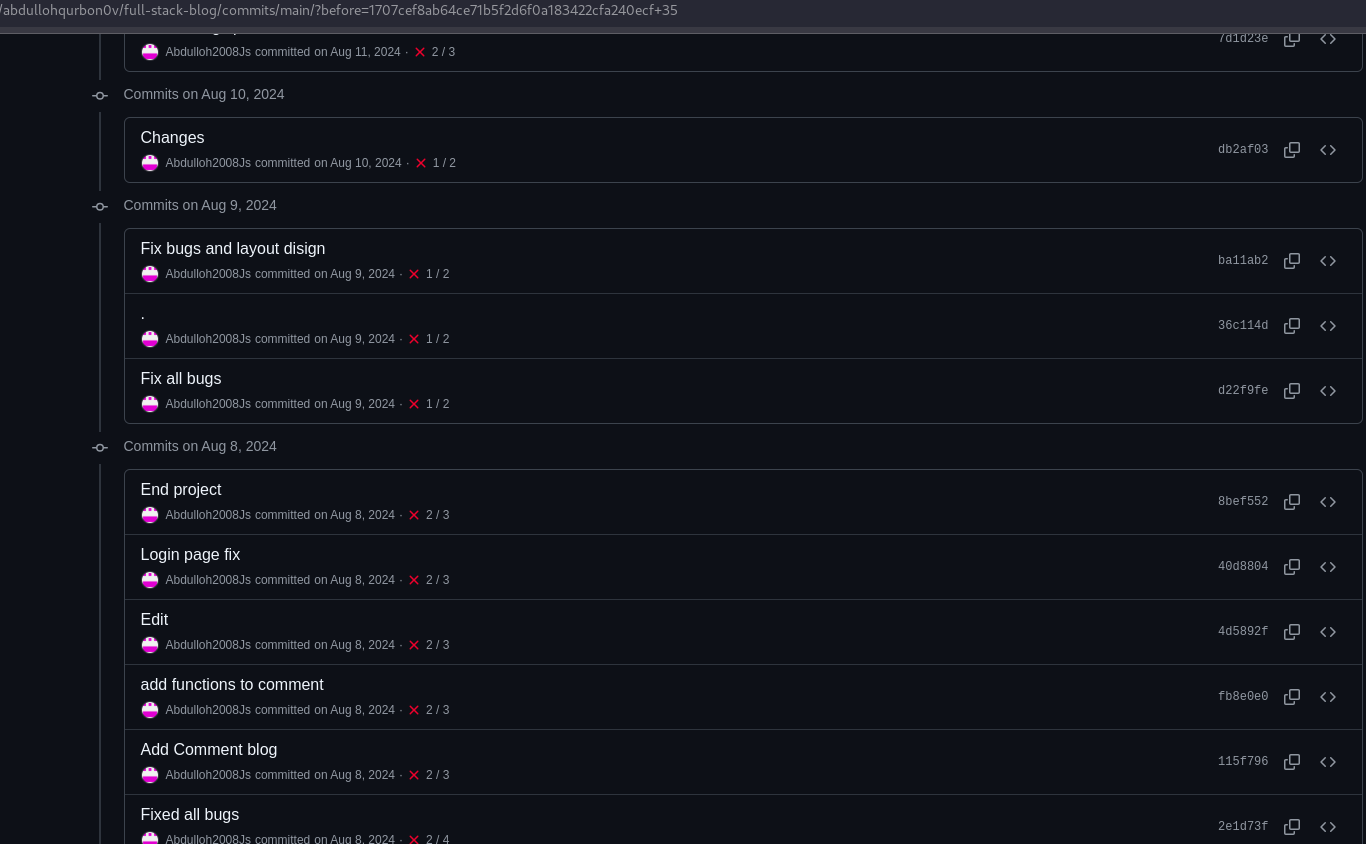 /abdullohqurbon0v/full-stack-blog/commits/main/?before=1707cef8ab64ce71b5f2d6f0a183422cfa240ecf+35
7d1d23e
Abdulloh2008Js committed on Aug 11, 2024 · 2 / 3
Commits on Aug 10, 2024
Changes
Abdulloh2008Js committed on Aug 10, 2024 · 1 / 2
db2af03
Commits on Aug 9, 2024
Fix bugs and layout disign
Abdulloh2008Js committed on Aug 9, 2024 · 1 / 2
ba11ab2
.
Abdulloh2008Js committed on Aug 9, 2024 · 1 / 2
36c114d
Fix all bugs
Abdulloh2008Js committed on Aug 9, 2024 · 1 / 2
d22f9fe
Commits on Aug 8, 2024
End project
Abdulloh2008Js committed on Aug 8, 2024 · 2 / 3
8bef552
Login page fix
Abdulloh2008Js committed on Aug 8, 2024 · 2 / 3
40d8804
Edit
Abdulloh2008Js committed on Aug 8, 2024 · 2 / 3
4d5892f
add functions to comment
Abdulloh2008Js committed on Aug 8, 2024 · 2 / 3
fb8e0e0
Add Comment blog
Abdulloh2008Js committed on Aug 8, 2024 · 2 / 3
115f796
Fixed all bugs
Abdulloh2008Js committed on Aug 8, 2024 · 2 / 4
2e1d73f